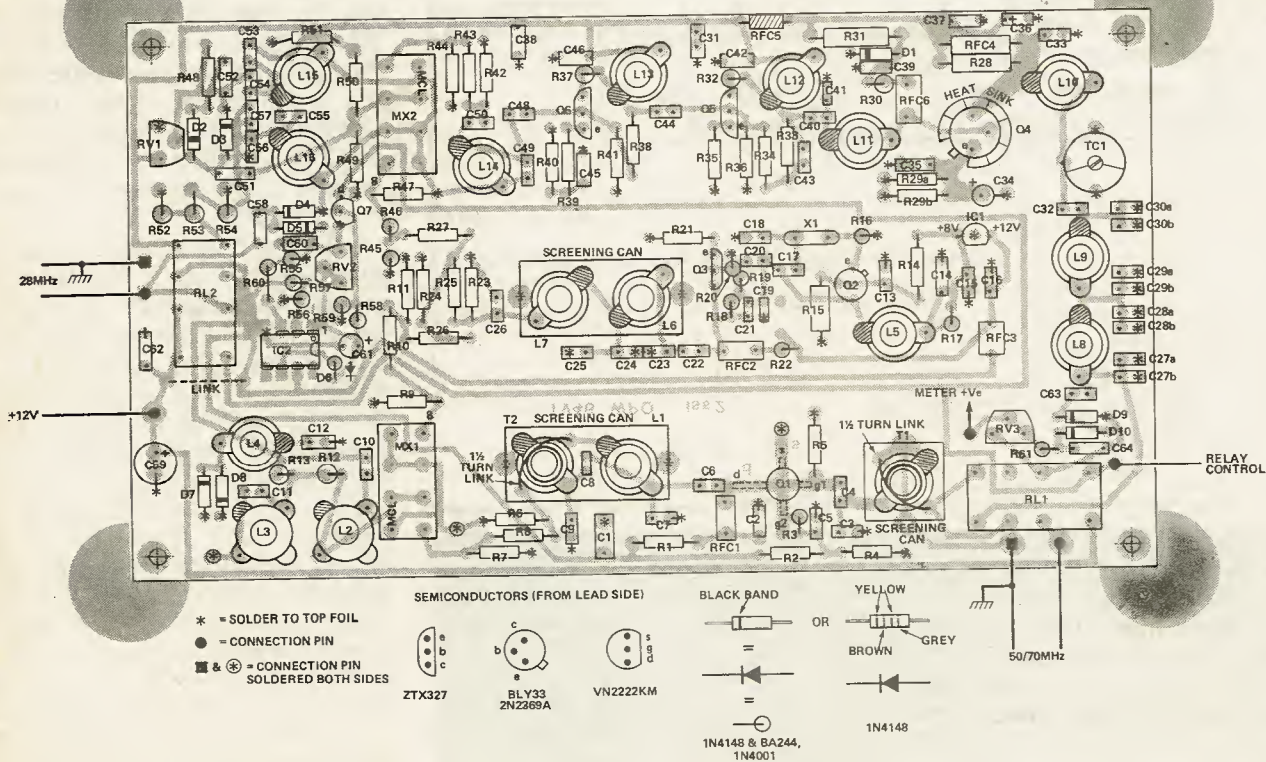 C53 R51 C38 C31 RFC5 C37 C36
R43 R44 C46 C42 R31 D1 C33
R48 C52 C54 L15 R50 MCL R42 R37 L13 R32 L12 C39 RFC4 R28 L10
C57 C55 MX2 C48 C41 R30 RFC6 HEAT SINK
RV1 D2 D3 C56 C50 e C44 C40 L11 Q4 TC1
C51 R49 L14 C49 R40 C45 R41 R38 R35 R36 R34 C43 C35 e
R47 R39 R29a C34
R52 R53 R54 C58 D4 Q7 R46 R29b C32 C30a
D5 R27 C18 X1 R16 IC1 C30b
28MHz C60 R45 SCREENING CAN R21 e +8V +12V
RL2 RV2 Q3 C20 C17 e R14 L9
R60 R25 R23 R19 Q2 C13 C14 C15 C16 C29a
R11 R24 R20 C19 C29b
R56 R59 R58 C26 R18 C21 R15 C28a
C62 IC2 1 C61 + R26 L7 L6 L5 R17 RFC3 L8 C28b
LINK D6 R10 C25 C24 C23 C22 RFC2 R22 C27a
R9 C27b
METER +Ve C63
+12V T2 SCREENING CAN L1 1½ TURN LINK D9
C12 MX1 RV3 D10
L4 C10 T1 R61 C64 RELAY CONTROL
C69 + R13 R12 1½ TURN LINK C8 C6 d Q1 C4
D7 D8 C11 MCL RL1
L3 L2 R8 C9 C1 C7 C2 R3 C5 C3 SCREENING CAN
R7 R1 RFC1 R2 R4
SEMICONDUCTORS (FROM LEAD SIDE) BLACK BAND YELLOW
* = SOLDER TO TOP FOIL
● = CONNECTION PIN
■ & ⊛ = CONNECTION PIN SOLDERED BOTH SIDES
e b c
ZTX327
c b e
BLY33
2N2369A
s g d
VN2222KM
OR
BROWN GREY
=
=
1N4148 & BA244,
1N4001
1N4148
50/70MHz